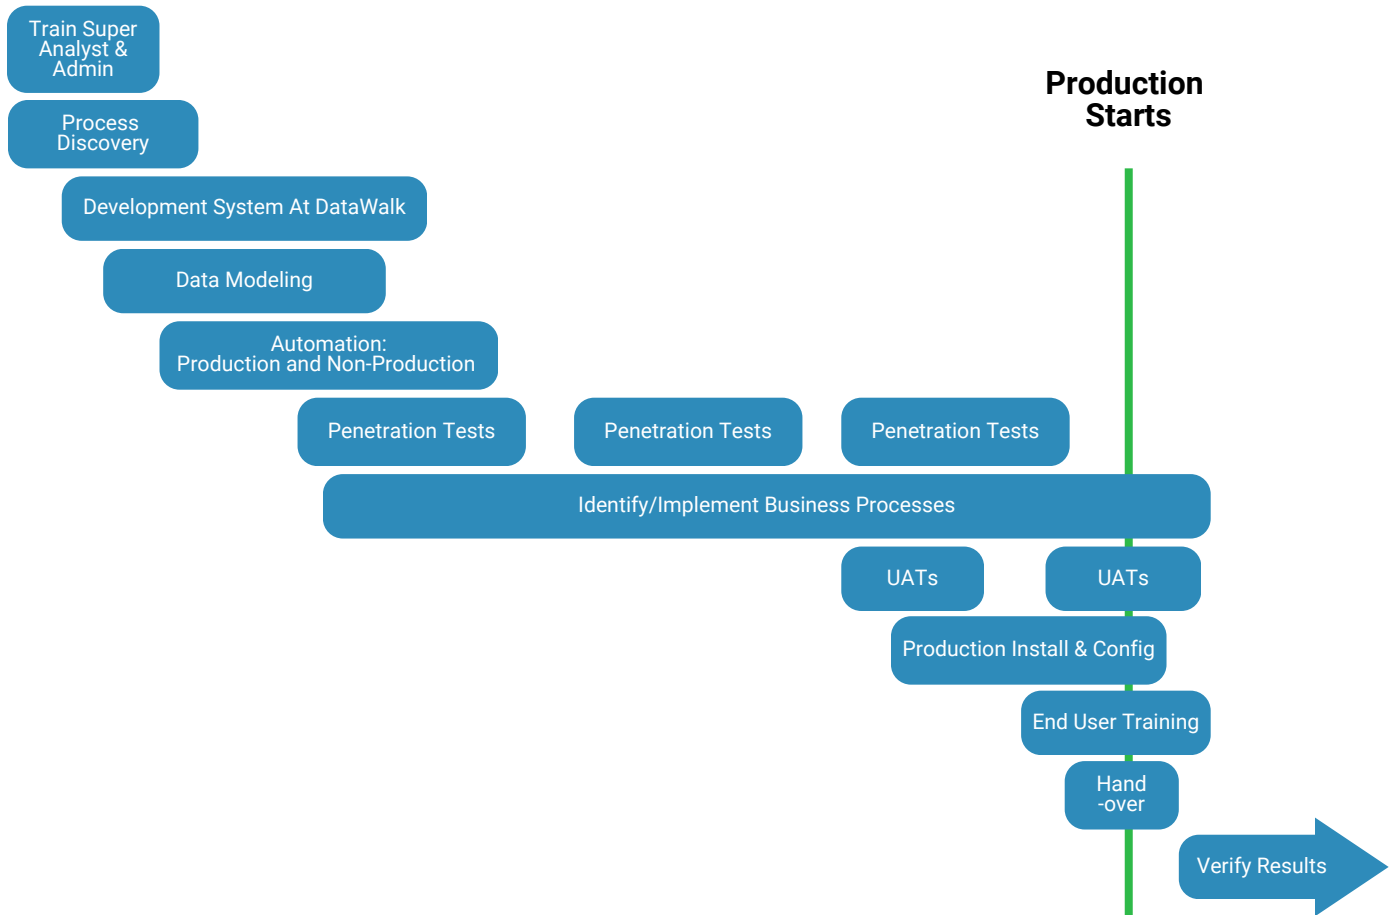 Train Super
Analyst &
Admin
Production
Starts
Process
Discovery
Development System At DataWalk
Data Modeling
Automation:
Production and Non-Production
Penetration Tests
Penetration Tests
Penetration Tests
Identify/Implement Business Processes
UATs
UATs
Production Install & Config
End User Training
Hand
-over
Verify Results